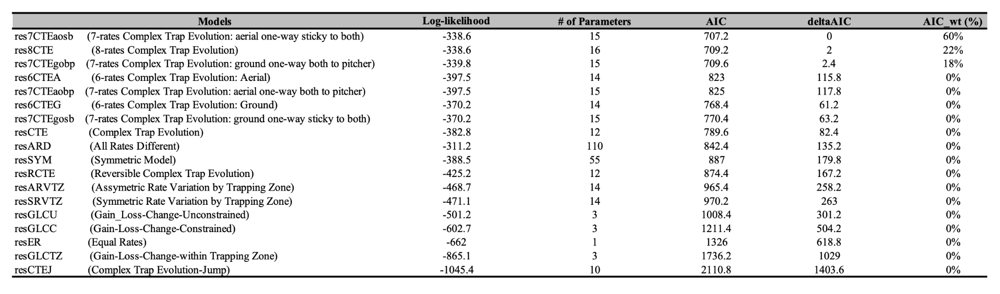 Models Log-likelihood # of Parameters AIC deltaAIC AIC_wt (%)
res7CTEaosb (7-rates Complex Trap Evolution: aerial one-way sticky to both) -338.6 15 707.2 0 60%
res8CTE (8-rates Complex Trap Evolution) -338.6 16 709.2 2 22%
res7CTEgobp (7-rates Complex Trap Evolution: ground one-way both to pitcher) -339.8 15 709.6 2.4 18%
res6CTEA (6-rates Complex Trap Evolution: Aerial) -397.5 14 823 115.8 0%
res7CTEaobp (7-rates Complex Trap Evolution: aerial one-way both to pitcher) -397.5 15 825 117.8 0%
res6CTEG (6-rates Complex Trap Evolution: Ground) -370.2 14 768.4 61.2 0%
res7CTEgosb (7-rates Complex Trap Evolution: ground one-way sticky to both) -370.2 15 770.4 63.2 0%
resCTE (Complex Trap Evolution) -382.8 12 789.6 82.4 0%
resARD (All Rates Different) -311.2 110 842.4 135.2 0%
resSYM (Symmetric Model) -388.5 55 887 179.8 0%
resRCTE (Reversible Complex Trap Evolution) -425.2 12 874.4 167.2 0%
resARVTZ (Assymetric Rate Variation by Trapping Zone) -468.7 14 965.4 258.2 0%
resSRVTZ (Symmetric Rate Variation by Trapping Zone) -471.1 14 970.2 263 0%
resGLCU (Gain_Loss-Change-Unconstrained) -501.2 3 1008.4 301.2 0%
resGLCC (Gain-Loss-Change-Constrained) -602.7 3 1211.4 504.2 0%
resER (Equal Rates) -662 1 1326 618.8 0%
resGLCTZ (Gain-Loss-Change-within Trapping Zone) -865.1 3 1736.2 1029 0%
resCTEJ (Complex Trap Evolution-Jump) -1045.4 10 2110.8 1403.6 0%